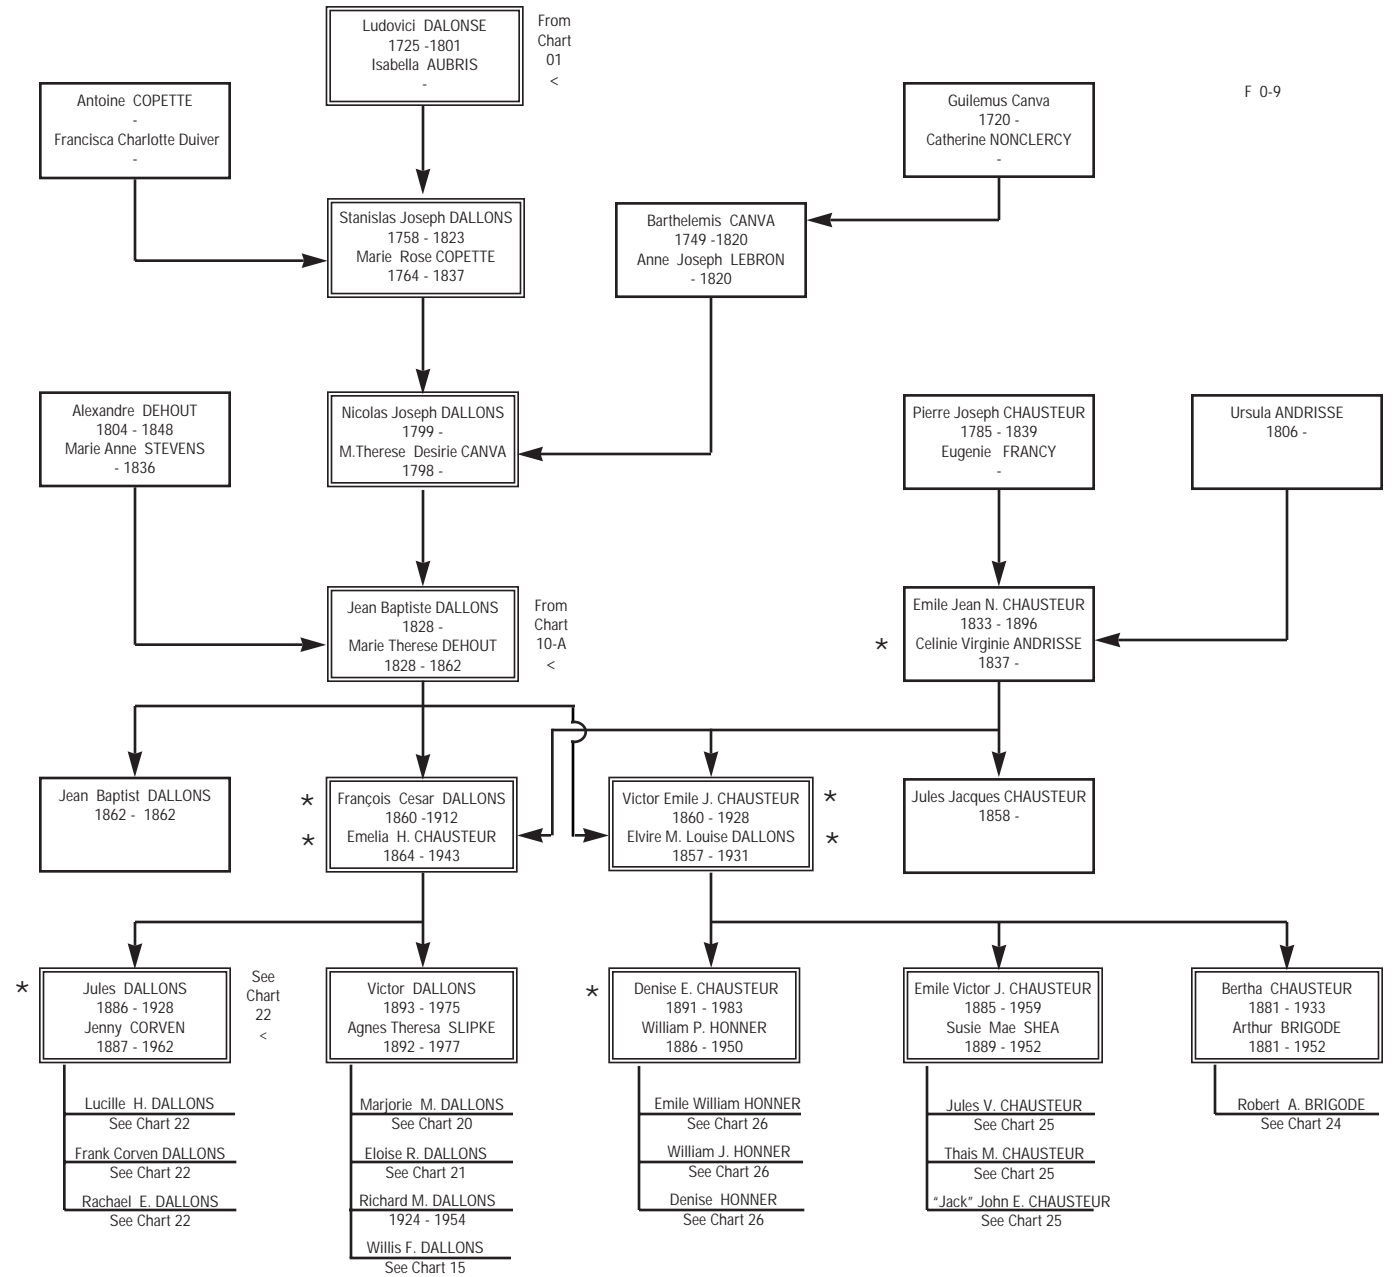 Ludovici DALONSE
1725 -1801
Isabella AUBRIS
-
From
Chart
01
<
Antoine COPETTE
-
Francisca Charlotte Duiver
-
Guilemus Canva
1720 -
Catherine NONCLERCY
-
F 0-9
Stanislas Joseph DALLONS
1758 - 1823
Marie Rose COPETTE
1764 - 1837
Barthelemis CANVA
1749 -1820
Anne Joseph LEBRON
- 1820
Alexandre DEHOUT
1804 - 1848
Marie Anne STEVENS
- 1836
Nicolas Joseph DALLONS
1799 -
M.Therese Desirie CANVA
1798 -
Pierre Joseph CHAUSTEUR
1785 - 1839
Eugenie FRANCY
-
Ursula ANDRISSE
1806 -
Jean Baptiste DALLONS
1828 -
Marie Therese DEHOUT
1828 - 1862
From
Chart
10-A
<
*
Emile Jean N. CHAUSTEUR
1833 - 1896
Celinie Virginie ANDRISSE
1837 -
Jean Baptist DALLONS
1862 - 1862
*
*
François Cesar DALLONS
1860 -1912
Emelia H. CHAUSTEUR
1864 - 1943
Victor Emile J. CHAUSTEUR
1860 - 1928
Elvire M. Louise DALLONS
1857 - 1931
*
*
Jules Jacques CHAUSTEUR
1858 -
*
Jules DALLONS
1886 - 1928
Jenny CORVEN
1887 - 1962
See
Chart
22
<
Victor DALLONS
1893 - 1975
Agnes Theresa SLIPKE
1892 - 1977
*
Denise E. CHAUSTEUR
1891 - 1983
William P. HONNER
1886 - 1950
Emile Victor J. CHAUSTEUR
1885 - 1959
Susie Mae SHEA
1889 - 1952
Bertha CHAUSTEUR
1881 - 1933
Arthur BRIGODE
1881 - 1952
Lucille H. DALLONS
See Chart 22
Frank Corven DALLONS
See Chart 22
Rachael E. DALLONS
See Chart 22
Marjorie M. DALLONS
See Chart 20
Eloise R. DALLONS
See Chart 21
Richard M. DALLONS
1924 - 1954
Willis F. DALLONS
See Chart 15
Emile William HONNER
See Chart 26
William J. HONNER
See Chart 26
Denise HONNER
See Chart 26
Jules V. CHAUSTEUR
See Chart 25
Thais M. CHAUSTEUR
See Chart 25
“Jack” John E. CHAUSTEUR
See Chart 25
Robert A. BRIGODE
See Chart 24